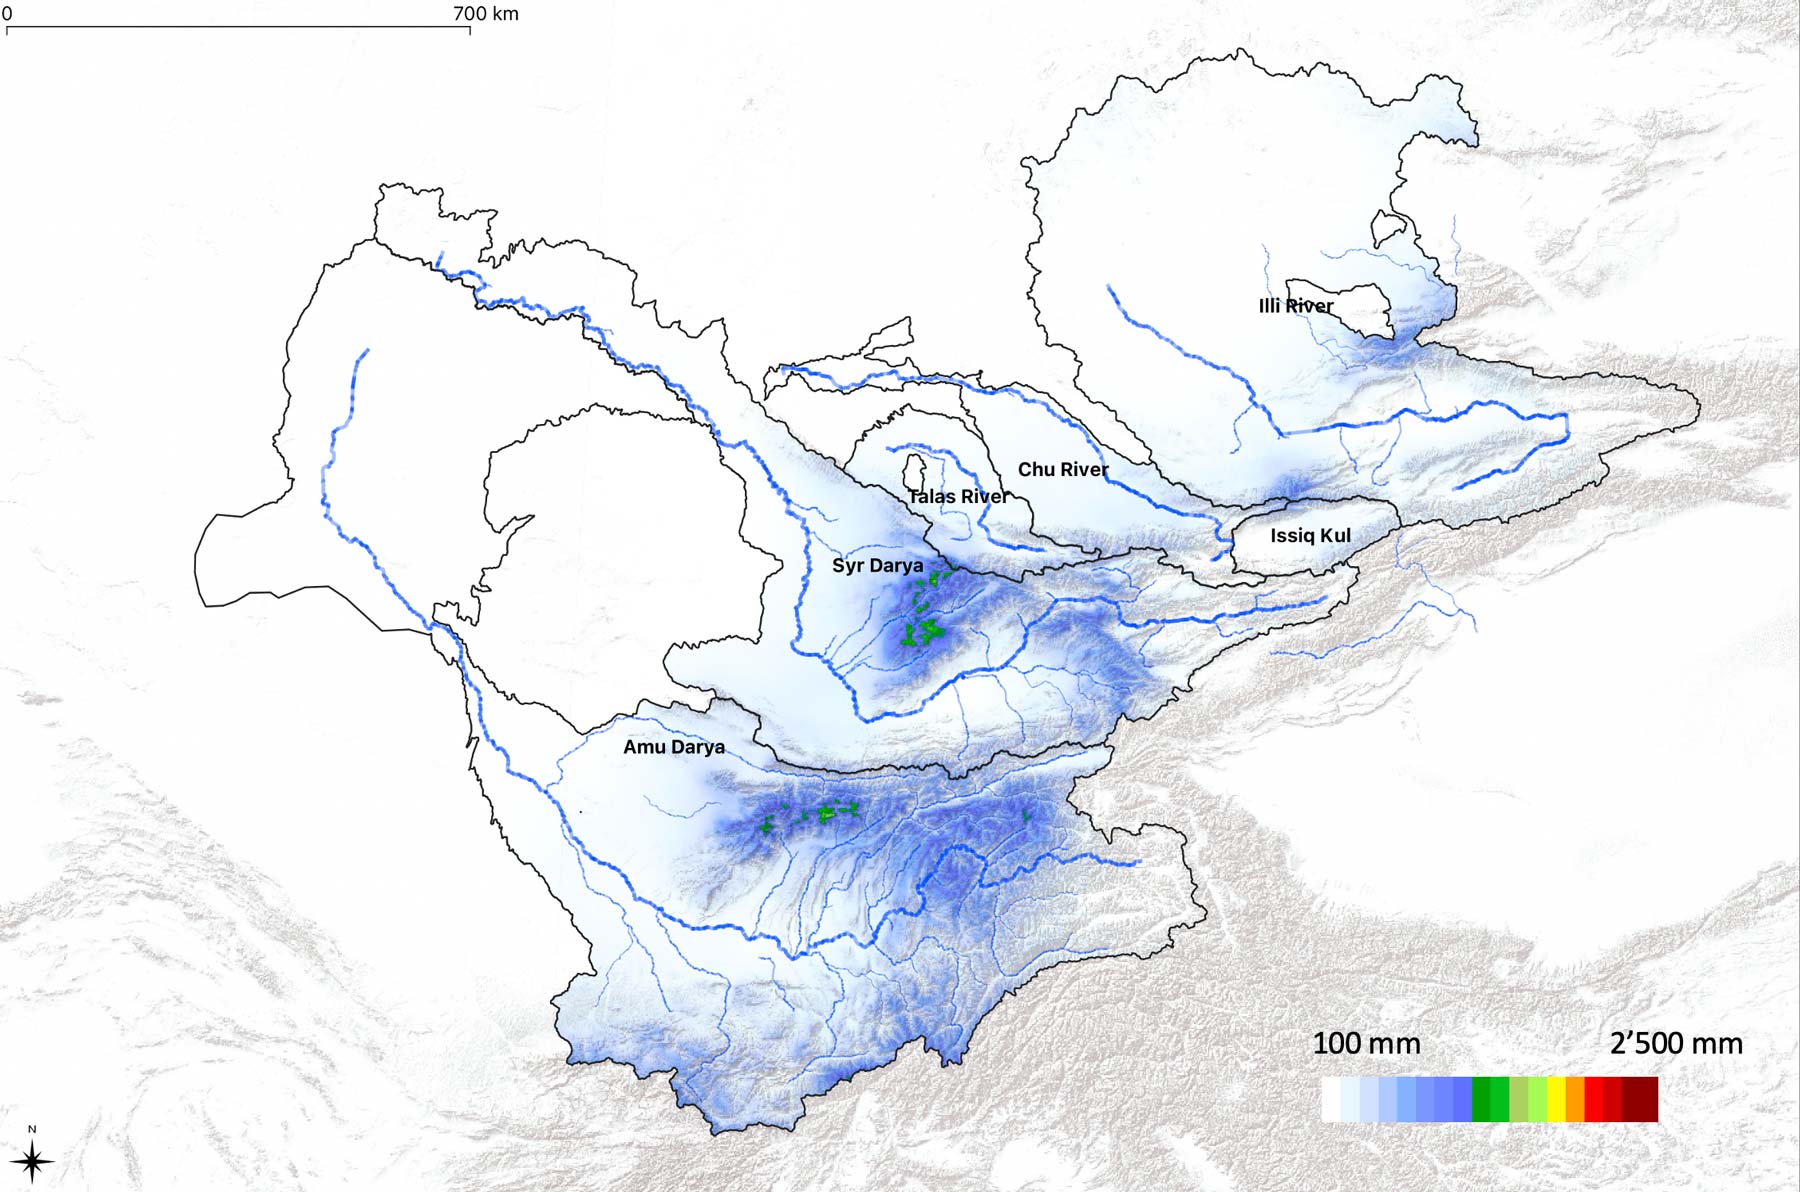 0 700 km
Illi River
Chu River
Talas River
Issiq Kul
Syr Darya
Amu Darya
100 mm 2’500 mm
N